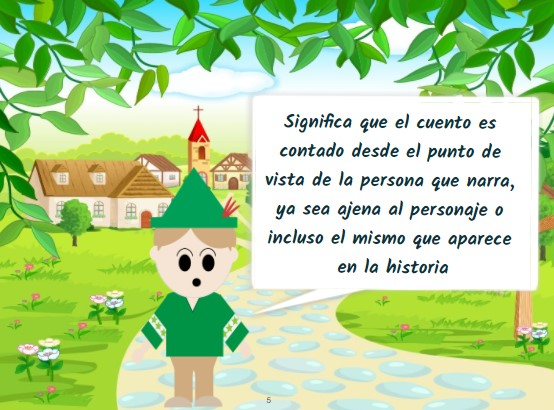 Significa que el cuento es
contado desde el punto de
vista de la persona que narra,
ya sea ajena al personaje o
incluso el mismo que aparece
en la historia
5